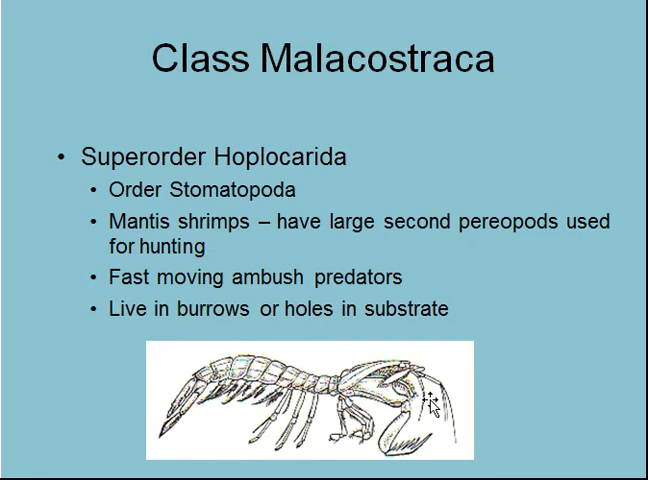 Class Malacostraca
• Superorder Hoplocarida
• Order Stomatopoda
• Mantis shrimps – have large second pereopods used
for hunting
• Fast moving ambush predators
• Live in burrows or holes in substrate